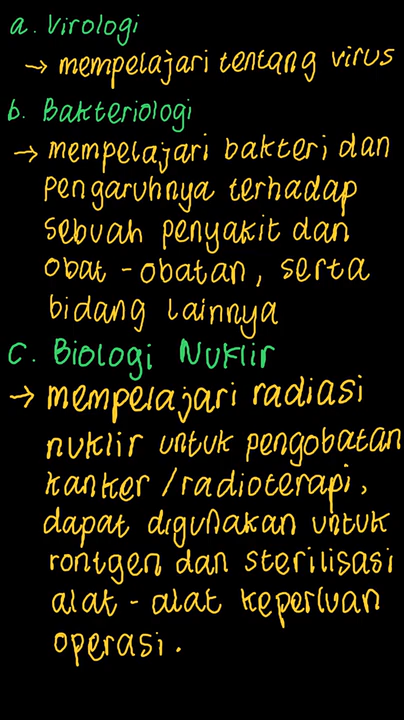 a. Virologi
→ mempelajari tentang virus
b. Bakteriologi
→ mempelajari bakteri dan
pengaruhnya terhadap
sebuah penyakit dan
obat - obatan, serta
bidang lainnya
c. Biologi Nuklir
→ mempelajari radiasi
nuklir untuk pengobatan
kanker / radioterapi,
dapat digunakan untuk
rontgen dan sterilisasi
alat - alat keperluan
operasi.